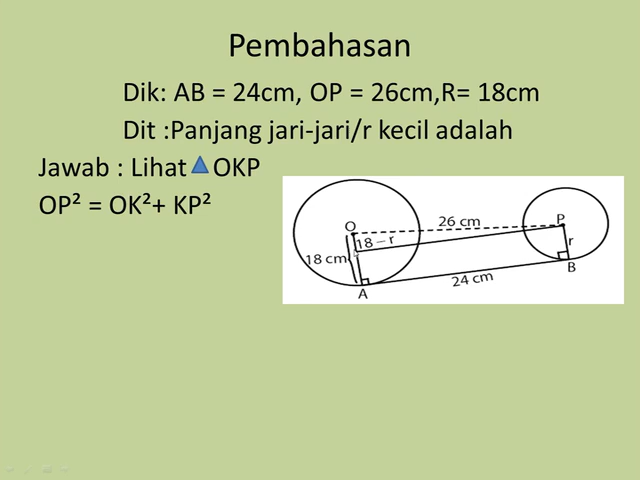 Pembahasan
Dik: AB = 24cm, OP = 26cm,R= 18cm
Dit :Panjang jari-jari/r kecil adalah
Jawab : Lihat OKP
OP² = OK²+ KP²
O
26 cm
P
18 – r
r
18 cm
B
24 cm
A